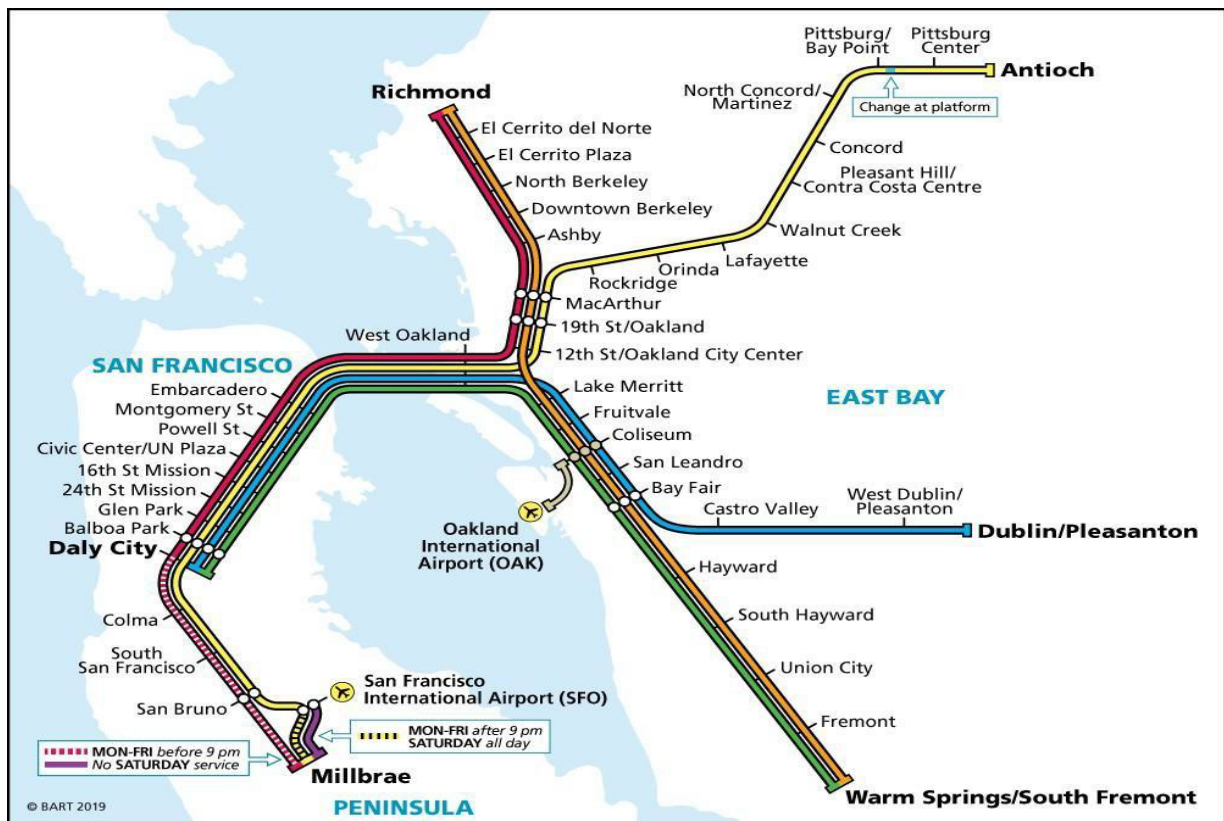 Pittsburg/
Bay Point
Pittsburg
Center
Antioch
North Concord/
Martinez
Change at platform
Richmond
El Cerrito del Norte
El Cerrito Plaza
North Berkeley
Downtown Berkeley
Ashby
Concord
Pleasant Hill/
Contra Costa Centre
Walnut Creek
Lafayette
Orinda
Rockridge
MacArthur
19th St/Oakland
12th St/Oakland City Center
West Oakland
SAN FRANCISCO
Embarcadero
Montgomery St
Powell St
Civic Center/UN Plaza
16th St Mission
24th St Mission
Glen Park
Balboa Park
Daly City
EAST BAY
Lake Merritt
Fruitvale
Coliseum
San Leandro
Bay Fair
Castro Valley
West Dublin/
Pleasanton
Dublin/Pleasanton
Oakland
International
Airport (OAK)
Hayward
South Hayward
Union City
Fremont
Warm Springs/South Fremont
Colma
South
San Francisco
San Bruno
San Francisco
International Airport (SFO)
MON-FRI after 9 pm
SATURDAY all day
MON-FRI before 9 pm
No SATURDAY service
Millbrae
PENINSULA
© BART 2019